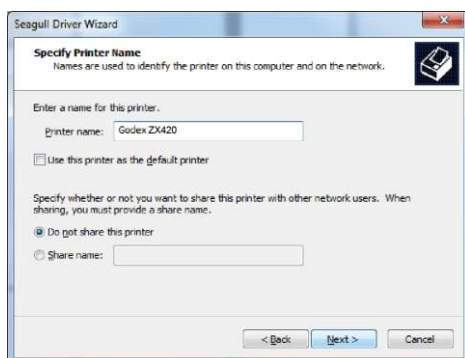 Seagull Driver Wizard
Specify Printer Name
Names are used to identify the printer on this computer and on the network.
Enter a name for this printer.
Printer name: Godex ZX420
Use this printer as the default printer
Specify whether or not you want to share this printer with other network users. When
sharing, you must provide a share name.
Do not share this printer
Share name:
< Back Next > Cancel